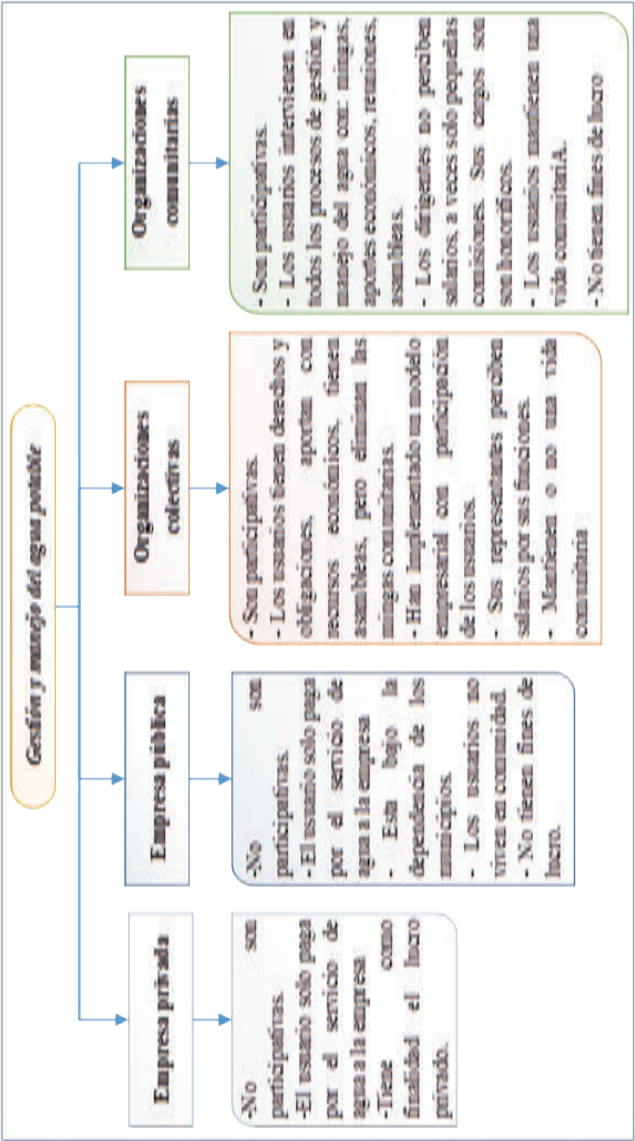 Gestión y manejo del agua potable
Empresa privada
-No son
participativas.
-El usuario solo paga
por el servicio de
agua a la empresa
-Tiene como
finalidad el lucro
privado.
Empresa pública
-No son
participativas.
- El usuario solo paga
por el servicio de
agua a la empresa
- Esta bajo la
dependencia de los
municipios.
- Los usuarios no
viven en comunidad.
- No tienen fines de
lucro.
Organizaciones
colectivas
- Son participativas.
- Los usuarios tienen derechos y
obligaciones, aportan con
recursos económicos, tienen
asambleas, pero eliminan las
mingas comunitarias.
- Han Implementado un modelo
empresarial con participación
de los usuarios.
- Sus representantes perciben
salarios por sus funciones.
- Mantienen o no una vida
comunitaria
Organizaciones
comunitarias
- Son participativas.
- Los usuarios intervienen en
todos los procesos de gestión y
manejo del agua con: mingas,
aportes económicos, reuniones,
asambleas.
- Los dirigentes no perciben
salarios, a veces solo pequeñas
comisiones. Sus cargos son
son honoríficos.
- Los usuarios mantienen una
vida comunitariA.
- No tienen fines de lucro